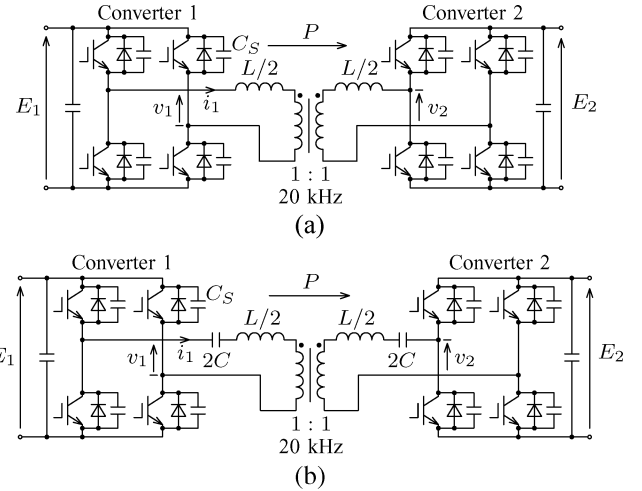 Converter 1
Converter 2
C_S
P
L/2
L/2
E_1
v_1
i_1
v_2
E_2
1 : 1
20 kHz
(a)
Converter 1
Converter 2
C_S
P
L/2
L/2
E_1
v_1
i_1
2C
2C
v_2
E_2
1 : 1
20 kHz
(b)